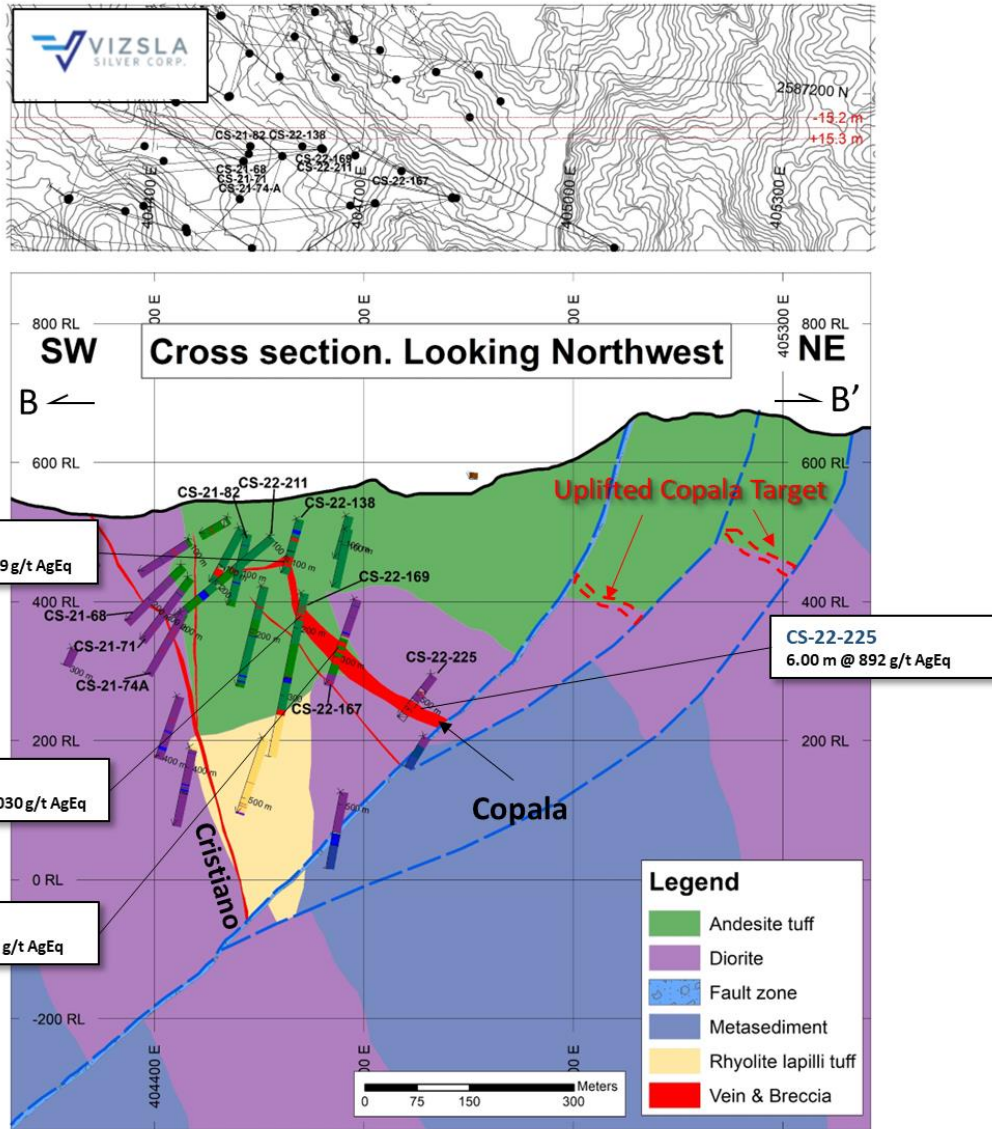 VIZSLA
SILVER CORP.
2587200 N
-15.2 m
+15.3 m
CS-21-82 CS-22-138
CS-22-169
CS-22-211
CS-21-68
CS-21-71
CS-21-74-A
CS-22-167
404400 E
404700 E
405000 E
405300 E
800 RL
800 RL
405300 E
SW
Cross section. Looking Northwest
NE
B
B'
600 RL
600 RL
CS-21-82
CS-22-211
CS-22-138
Uplifted Copala Target
9 g/t AgEq
CS-22-169
400 RL
400 RL
CS-21-68
CS-21-71
CS-21-74A
CS-22-225
CS-22-167
CS-22-225
6.00 m @ 892 g/t AgEq
200 RL
200 RL
400 m
400 m
500 m
500 m
030 g/t AgEq
Copala
Cristiano
0 RL
g/t AgEq
-200 RL
404400 E
Legend
Andesite tuff
Diorite
Fault zone
Metasediment
Rhyolite lapilli tuff
Vein & Breccia
Meters
0 75 150 300